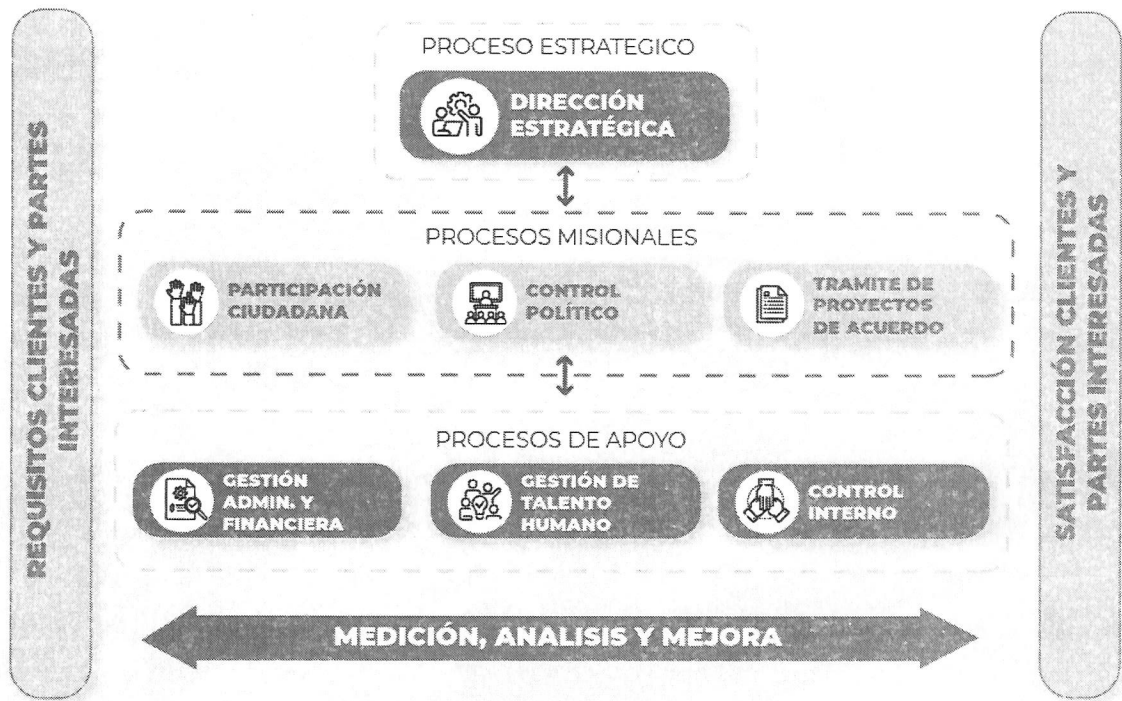 REQUISITOS CLIENTES Y PARTES
INTERESADAS
PROCESO ESTRATEGICO
DIRECCIÓN
ESTRATÉGICA
PROCESOS MISIONALES
PARTICIPACIÓN
CIUDADANA
CONTROL
POLÍTICO
TRAMITE DE
PROYECTOS
DE ACUERDO
PROCESOS DE APOYO
GESTIÓN
ADMIN. Y
FINANCIERA
GESTIÓN DE
TALENTO
HUMANO
CONTROL
INTERNO
MEDICIÓN, ANALISIS Y MEJORA
SATISFACCIÓN CLIENTES Y
PARTES INTERESADAS